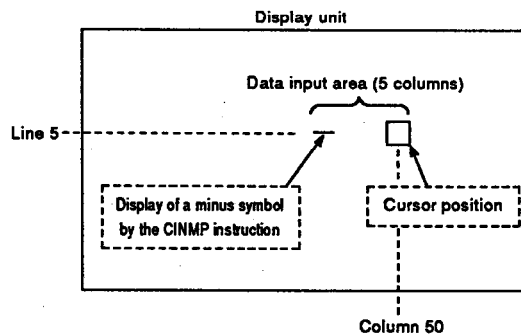 Display unit
Data input area (5 columns)
Line 5
Display of a minus symbol
by the CINMP instruction
Cursor position
Column 50